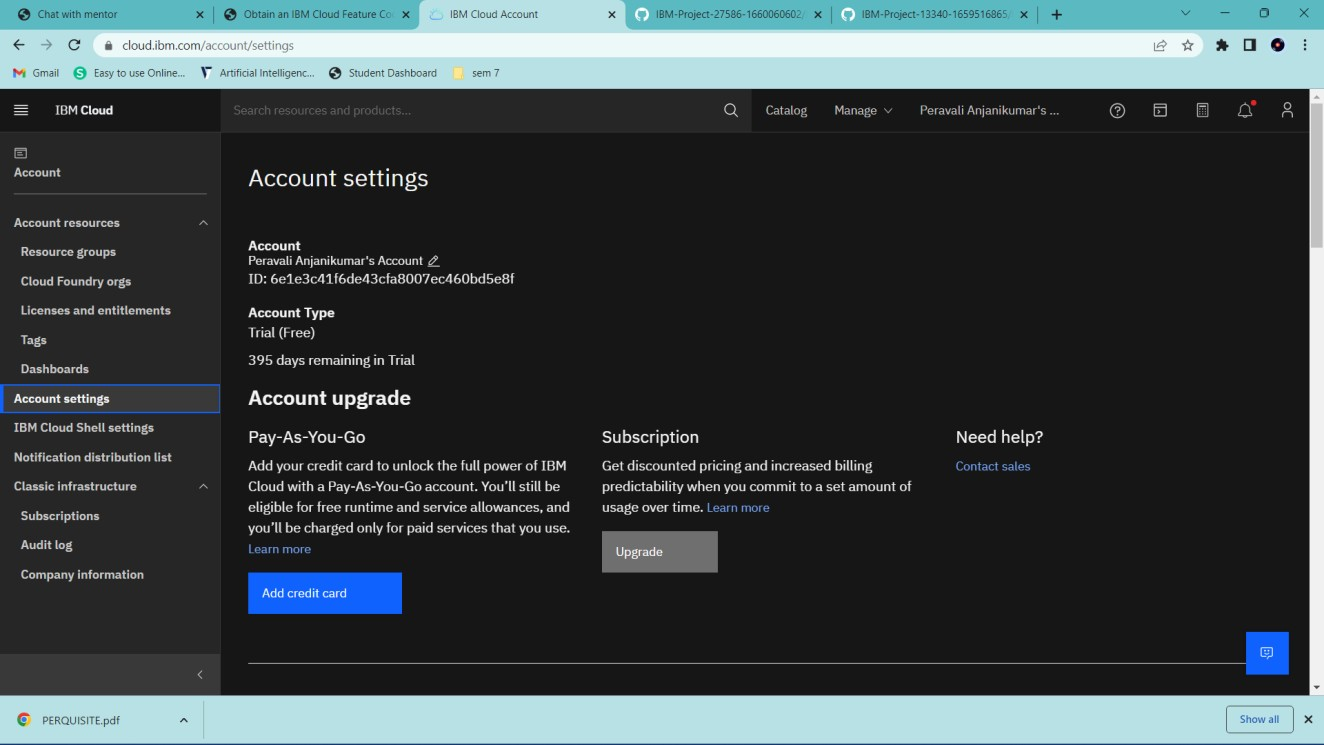 Chat with mentor
Obtain an IBM Cloud Feature Co
IBM Cloud Account
IBM-Project-27586-1660060602/
IBM-Project-13340-1659516865/
cloud.ibm.com/account/settings
Gmail
Easy to use Online...
Artificial Intelligenc...
Student Dashboard
sem 7
IBM Cloud
Search resources and products...
Catalog
Manage
Peravali Anjanikumar's ...
Account
Account resources
Resource groups
Cloud Foundry orgs
Licenses and entitlements
Tags
Dashboards
Account settings
IBM Cloud Shell settings
Notification distribution list
Classic infrastructure
Subscriptions
Audit log
Company information
Account settings
Account
Peravali Anjanikumar's Account
ID: 6e1e3c41f6de43cfa8007ec460bd5e8f
Account Type
Trial (Free)
395 days remaining in Trial
Account upgrade
Pay-As-You-Go
Add your credit card to unlock the full power of IBM
Cloud with a Pay-As-You-Go account. You’ll still be
eligible for free runtime and service allowances, and
you’ll be charged only for paid services that you use.
Learn more
Add credit card
Subscription
Get discounted pricing and increased billing
predictability when you commit to a set amount of
usage over time. Learn more
Upgrade
Need help?
Contact sales
PERQUISITE.pdf
Show all